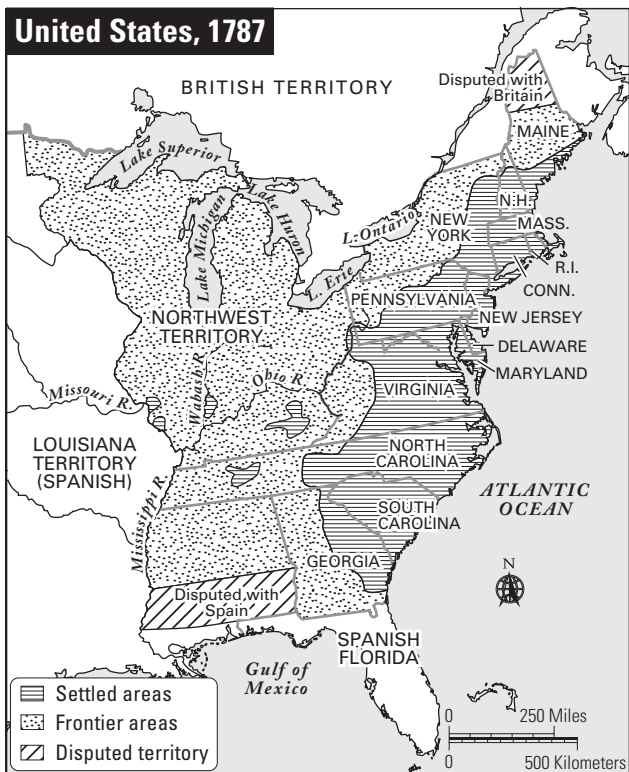 United States, 1787
BRITISH TERRITORY
Disputed with
Britain
MAINE
Lake Superior
Lake Michigan
Lake Huron
L. Ontario
L. Erie
N.H.
NEW
YORK
MASS.
R.I.
CONN.
PENNSYLVANIA
NEW JERSEY
NORTHWEST
TERRITORY
DELAWARE
MARYLAND
Missouri R.
Wabash R.
Ohio R.
VIRGINIA
LOUISIANA
TERRITORY
(SPANISH)
NORTH
CAROLINA
Mississippi R.
SOUTH
CAROLINA
ATLANTIC
OCEAN
GEORGIA
N
Disputed with
Spain
SPANISH
FLORIDA
Gulf of
Mexico
Settled areas
Frontier areas
Disputed territory
0 250 Miles
0 500 Kilometers